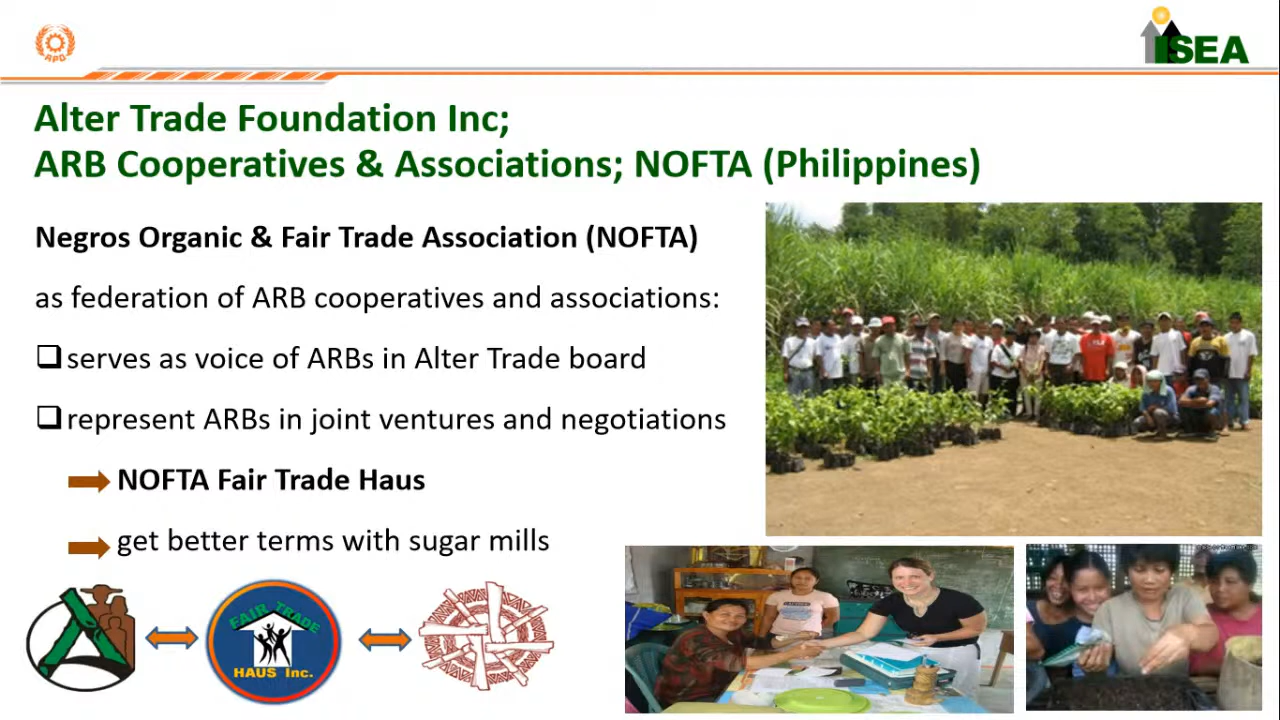 APD
ISEA
Alter Trade Foundation Inc;
ARB Cooperatives & Associations; NOFTA (Philippines)
Negros Organic & Fair Trade Association (NOFTA)
as federation of ARB cooperatives and associations:
serves as voice of ARBs in Alter Trade board
represent ARBs in joint ventures and negotiations
NOFTA Fair Trade Haus
get better terms with sugar mills
FAIR TRADE
HAUS Inc.